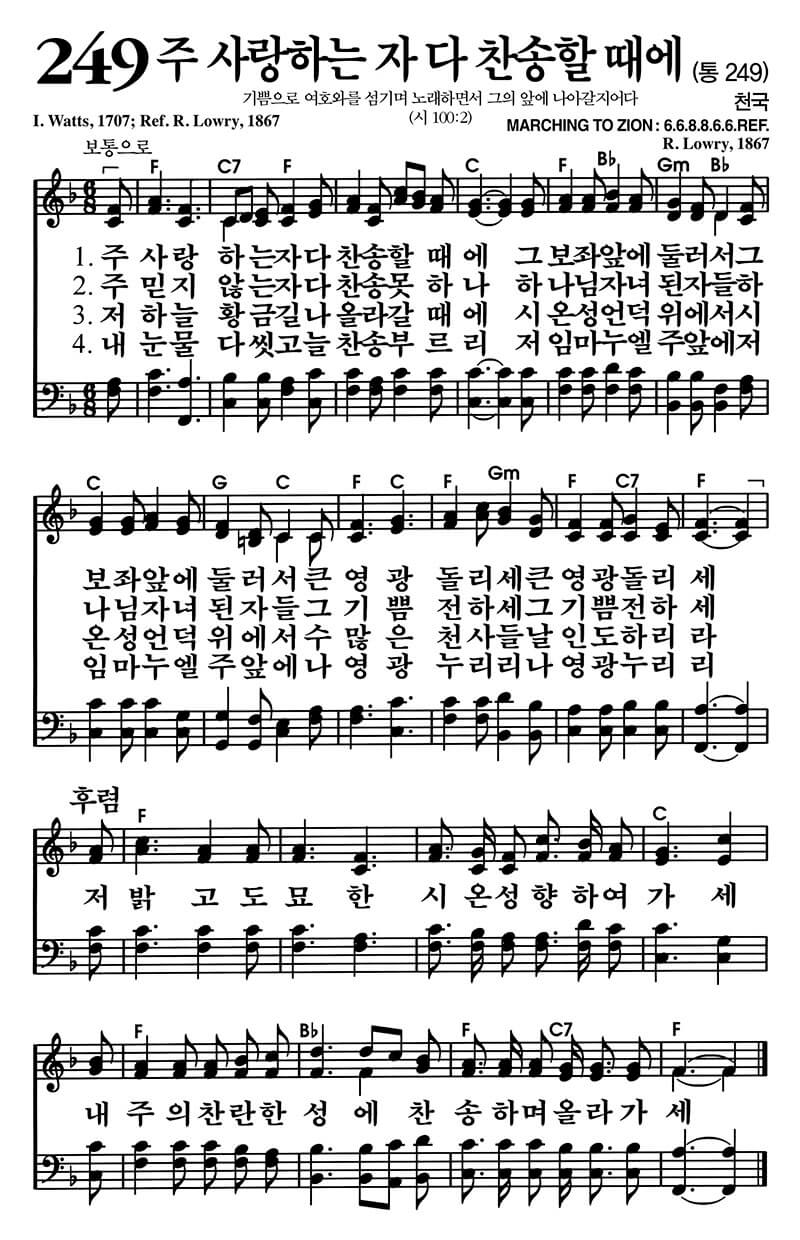 249 주 사랑하는 자 다 찬송할 때에 (통 249)
기쁨으로 여호와를 섬기며 노래하면서 그의 앞에 나아갈지어다 천국
I. Watts, 1707; Ref. R. Lowry, 1867 (시 100:2) MARCHING TO ZION : 6.6.8.8.6.6.REF.
보통으로 R. Lowry, 1867
F C7 F C F B♭ Gm B♭
6 8
1. 주 사랑 하는자다 찬송할 때 에 그 보좌앞에 둘러서그
2. 주 믿지 않는자다 찬송못 하 나 하 나님자녀 된자들하
3. 저 하늘 황금길나 올라갈 때 에 시 온성언덕 위에서시
4. 내 눈물 다씻고늘 찬송부 르 리 저 임마누엘 주앞에저
6 8
C G C F C F Gm F C7 F
보좌앞에 둘러서큰 영 광 돌리세큰 영광돌리 세
나님자녀 된자들그 기 쁨 전하세그 기쁨전하 세
온성언덕 위에서수 많 은 천사들날 인도하리 라
임마누엘 주앞에나 영 광 누리리나 영광누리 리
후렴
F C
저 밝 고도묘 한 시 온성향하여 가 세
F B♭ F C7 F
내 주의찬란한 성 에 찬 송하며올라가 세